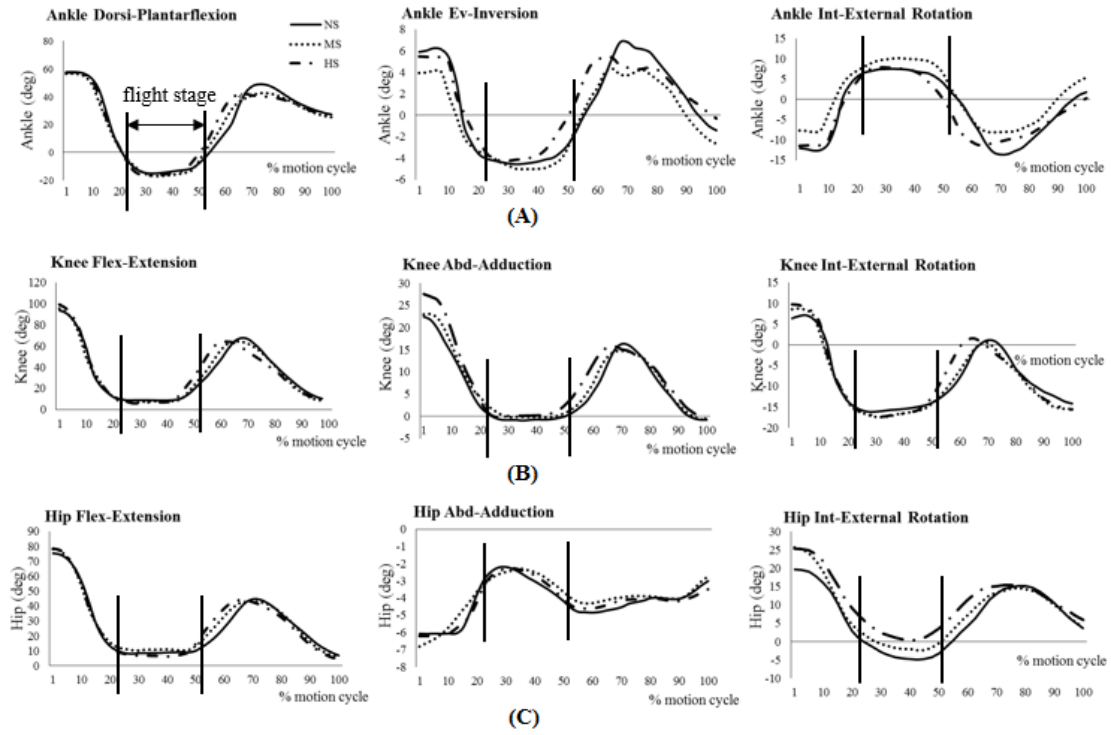 Ankle Dorsi-Plantarflexion
Ankle (deg)
80
60
40
20
0
-20
NS
MS
HS
flight stage
% motion cycle
1 10 20 30 40 50 60 70 80 90 100
Ankle Ev-Inversion
Ankle (deg)
8
6
4
2
0
-2
-4
-6
% motion cycle
1 10 20 30 40 50 60 70 80 90 100
Ankle Int-External Rotation
Ankle (deg)
15
10
5
0
-5
-10
-15
% motion cycle
1 10 20 30 40 50 60 70 80 90 100
(A)
Knee Flex-Extension
Knee (deg)
120
100
80
60
40
20
0
1 10 20 30 40 50 60 70 80 90 100
% motion cycle
Knee Abd-Adduction
Knee (deg)
30
25
20
15
10
5
0
-5
1 10 20 30 40 50 60 70 80 90 100
% motion cycle
Knee Int-External Rotation
Knee (deg)
15
10
5
0
-5
-10
-15
-20
% motion cycle
1 10 20 30 40 50 60 70 80 90 100
(B)
Hip Flex-Extension
Hip (deg)
90
80
70
60
50
40
30
20
10
0
1 10 20 30 40 50 60 70 80 90 100
% motion cycle
Hip Abd-Adduction
Hip (deg)
0
-1
-2
-3
-4
-5
-6
-7
-8
1 10 20 30 40 50 60 70 80 90 100
% motion cycle
Hip Int-External Rotation
Hip (deg)
30
25
20
15
10
5
0
-5
-10
% motion cycle
1 10 20 30 40 50 60 70 80 90 100
(C)